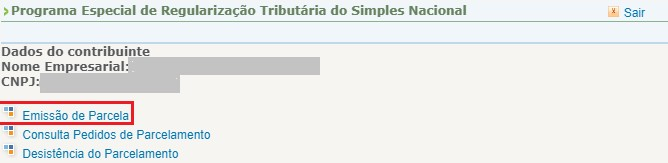 Programa Especial de Regularização Tributária do Simples Nacional
Sair
Dados do contribuinte
Nome Empresarial:
CNPJ:
Emissão de Parcela
Consulta Pedidos de Parcelamento
Desistência do Parcelamento